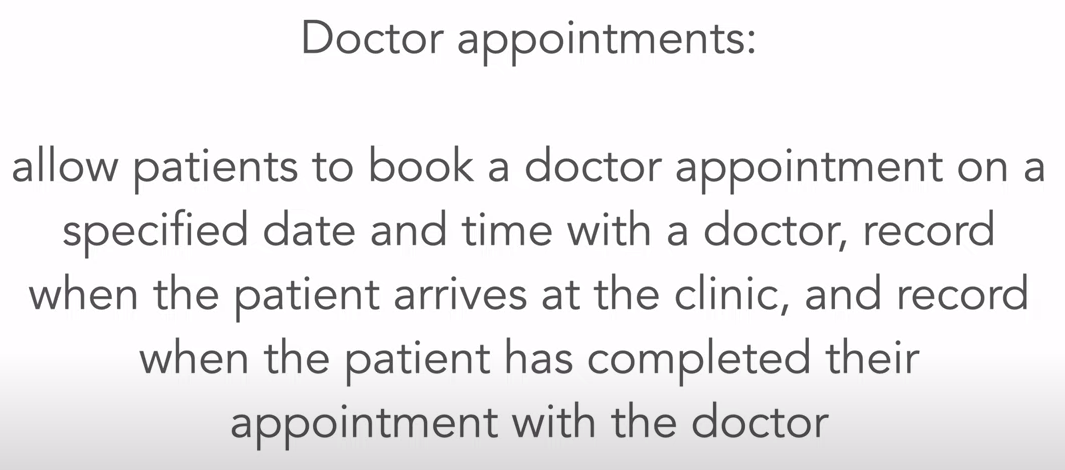 Doctor appointments:
allow patients to book a doctor appointment on a
specified date and time with a doctor, record
when the patient arrives at the clinic, and record
when the patient has completed their
appointment with the doctor